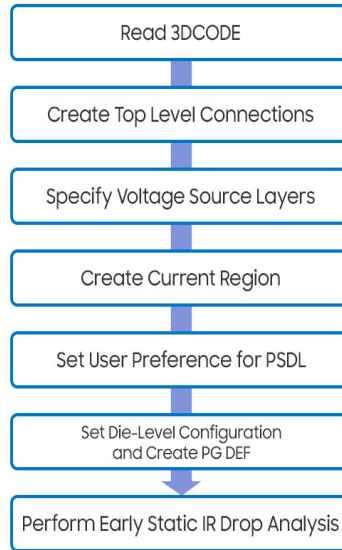 Read 3DCODE
Create Top Level Connections
Specify Voltage Source Layers
Create Current Region
Set User Preference for PSDL
Set Die-Level Configuration
and Create PG DEF
Perform Early Static IR Drop Analysis